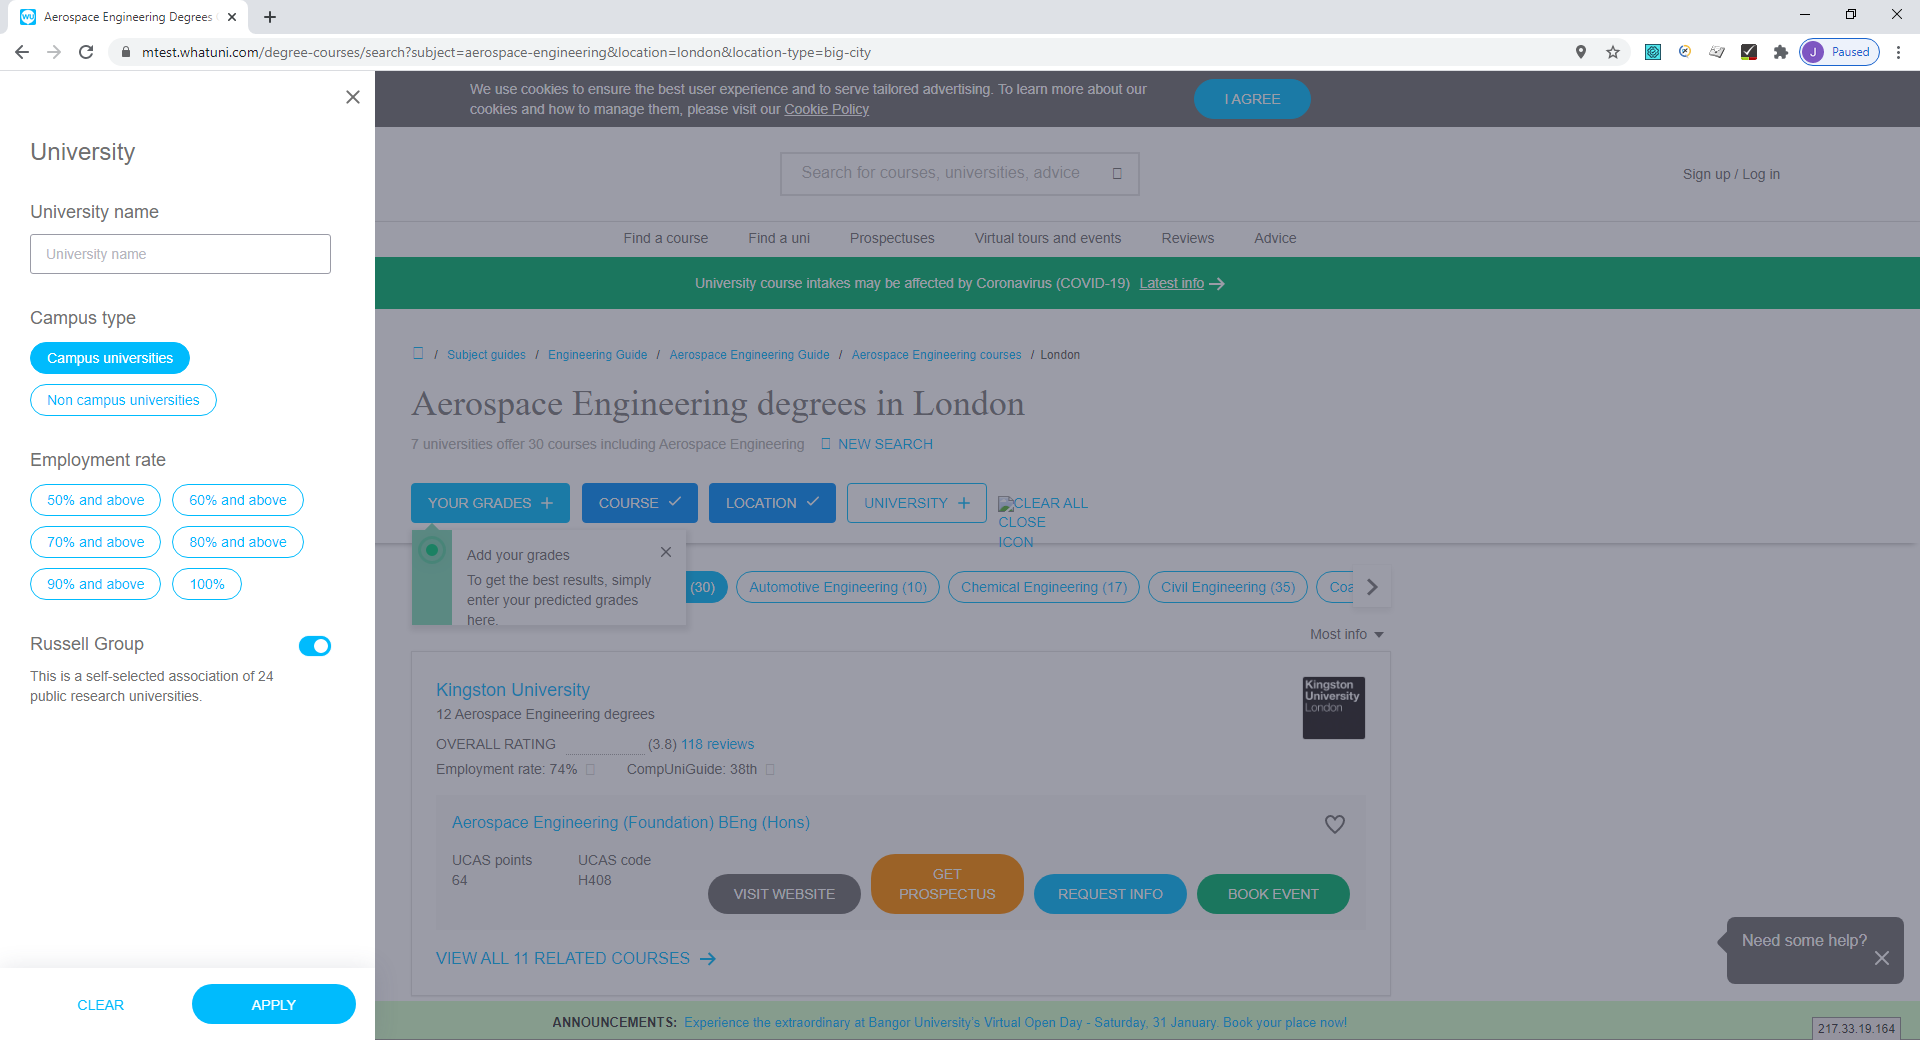 Aerospace Engineering Degrees
mtest.whatuni.com/degree-courses/search?subject=aerospace-engineering&location=london&location-type=big-city
J Paused
University
University name
University name
Campus type
Campus universities
Non campus universities
Employment rate
50% and above 60% and above
70% and above 80% and above
90% and above 100%
Russell Group
This is a self-selected association of 24
public research universities.
CLEAR APPLY
We use cookies to ensure the best user experience and to serve tailored advertising. To learn more about our
cookies and how to manage them, please visit our Cookie Policy
I AGREE
Search for courses, universities, advice
Sign up / Log in
Find a course Find a uni Prospectuses Virtual tours and events Reviews Advice
University course intakes may be affected by Coronavirus (COVID-19) Latest info
/ Subject guides / Engineering Guide / Aerospace Engineering Guide / Aerospace Engineering courses / London
Aerospace Engineering degrees in London
7 universities offer 30 courses including Aerospace Engineering NEW SEARCH
YOUR GRADES COURSE LOCATION UNIVERSITY
CLEAR ALL
CLOSE
ICON
Add your grades
To get the best results, simply
enter your predicted grades
here.
(30) Automotive Engineering (10) Chemical Engineering (17) Civil Engineering (35) Coa
Most info
Kingston University
12 Aerospace Engineering degrees
OVERALL RATING (3.8) 118 reviews
Employment rate: 74% CompUniGuide: 38th
Kingston
University
London
Aerospace Engineering (Foundation) BEng (Hons)
UCAS points UCAS code
64 H408
VISIT WEBSITE
GET
PROSPECTUS
REQUEST INFO
BOOK EVENT
VIEW ALL 11 RELATED COURSES
Need some help?
ANNOUNCEMENTS: Experience the extraordinary at Bangor University's Virtual Open Day - Saturday, 31 January. Book your place now!
217.33.19.164